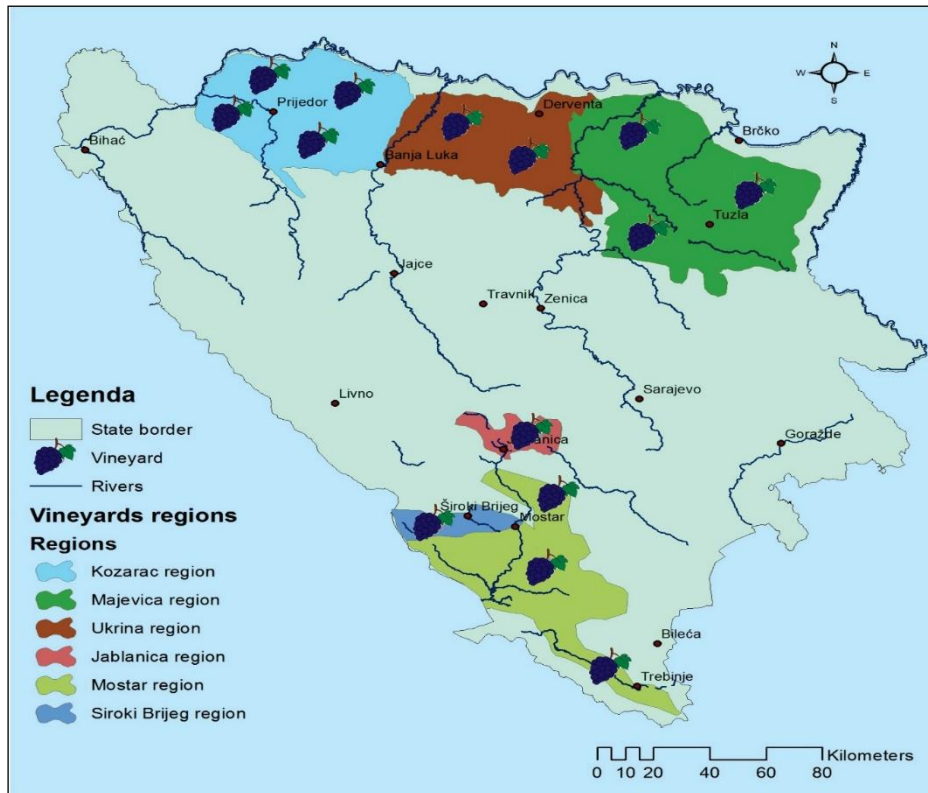 N
W
E
S
Prijedor
Derventa
Brčko
Bihać
Banja Luka
Tuzla
Jajce
Travnik
Zenica
Livno
Sarajevo
Goražde
Široki Brijeg
Mostar
Bileća
Trebinje
Legenda
State border
Vineyard
Rivers
Vineyards regions
Regions
Kozarac region
Majevica region
Ukrina region
Jablanica region
Mostar region
Siroki Brijeg region
Kilometers
0 10 20 40 60 80